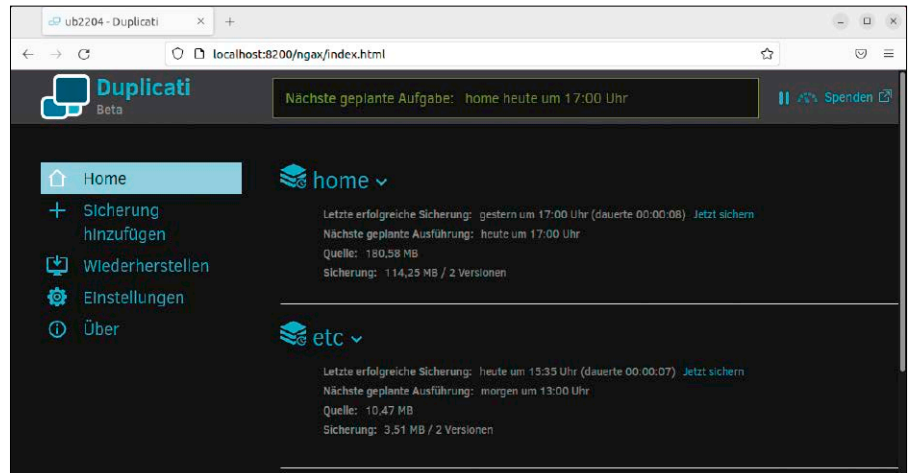 ub2204 - Duplicati
localhost:8200/ngax/index.html
Duplicati
Beta
Nächste geplante Aufgabe: home heute um 17:00 Uhr
Spenden
Home
Sicherung
hinzufügen
Wiederherstellen
Einstellungen
Über
home
Letzte erfolgreiche Sicherung: gestern um 17:00 Uhr (dauerte 00:00:08) Jetzt sichern
Nächste geplante Ausführung: heute um 17:00 Uhr
Quelle: 180,58 MB
Sicherung: 114,25 MB / 2 Versionen
etc
Letzte erfolgreiche Sicherung: heute um 15:35 Uhr (dauerte 00:00:07) Jetzt sichern
Nächste geplante Ausführung: morgen um 13:00 Uhr
Quelle: 10,47 MB
Sicherung: 3,51 MB / 2 Versionen